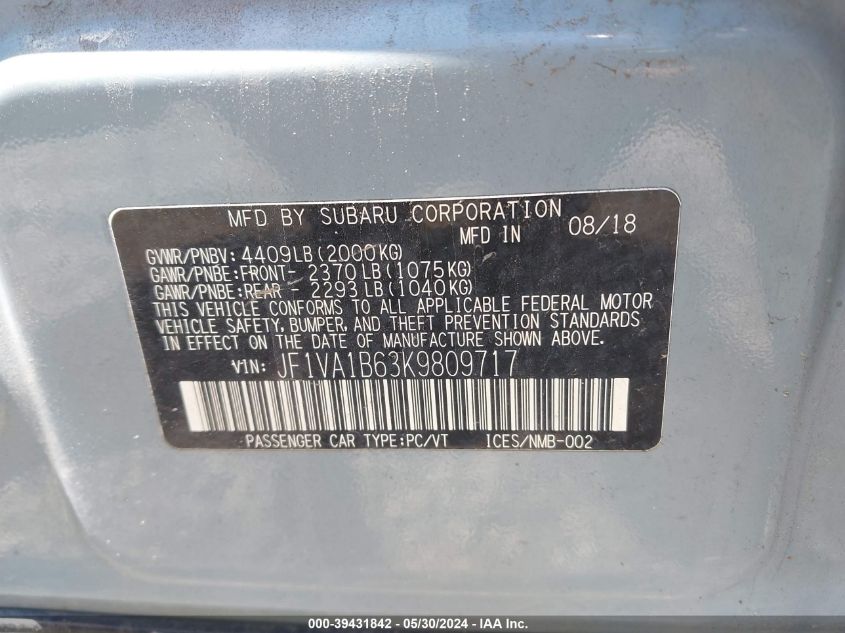 MFD BY SUBARU CORPORATION
MFD IN 08/18
GVWR/PNBV: 4409LB(2000KG)
GAWR/PNBE:FRONT- 2370LB(1075KG)
GAWR/PNBE:REAR - 2293LB(1040KG)
THIS VEHICLE CONFORMS TO ALL APPLICABLE FEDERAL MOTOR
VEHICLE SAFETY, BUMPER, AND THEFT PREVENTION STANDARDS
IN EFFECT ON THE DATE OF MANUFACTURE SHOWN ABOVE.
VIN: JF1VA1B63K9809717
PASSENGER CAR TYPE:PC/VT ICES/NMB-002
000-39431842 - 05/30/2024 - IAA Inc.